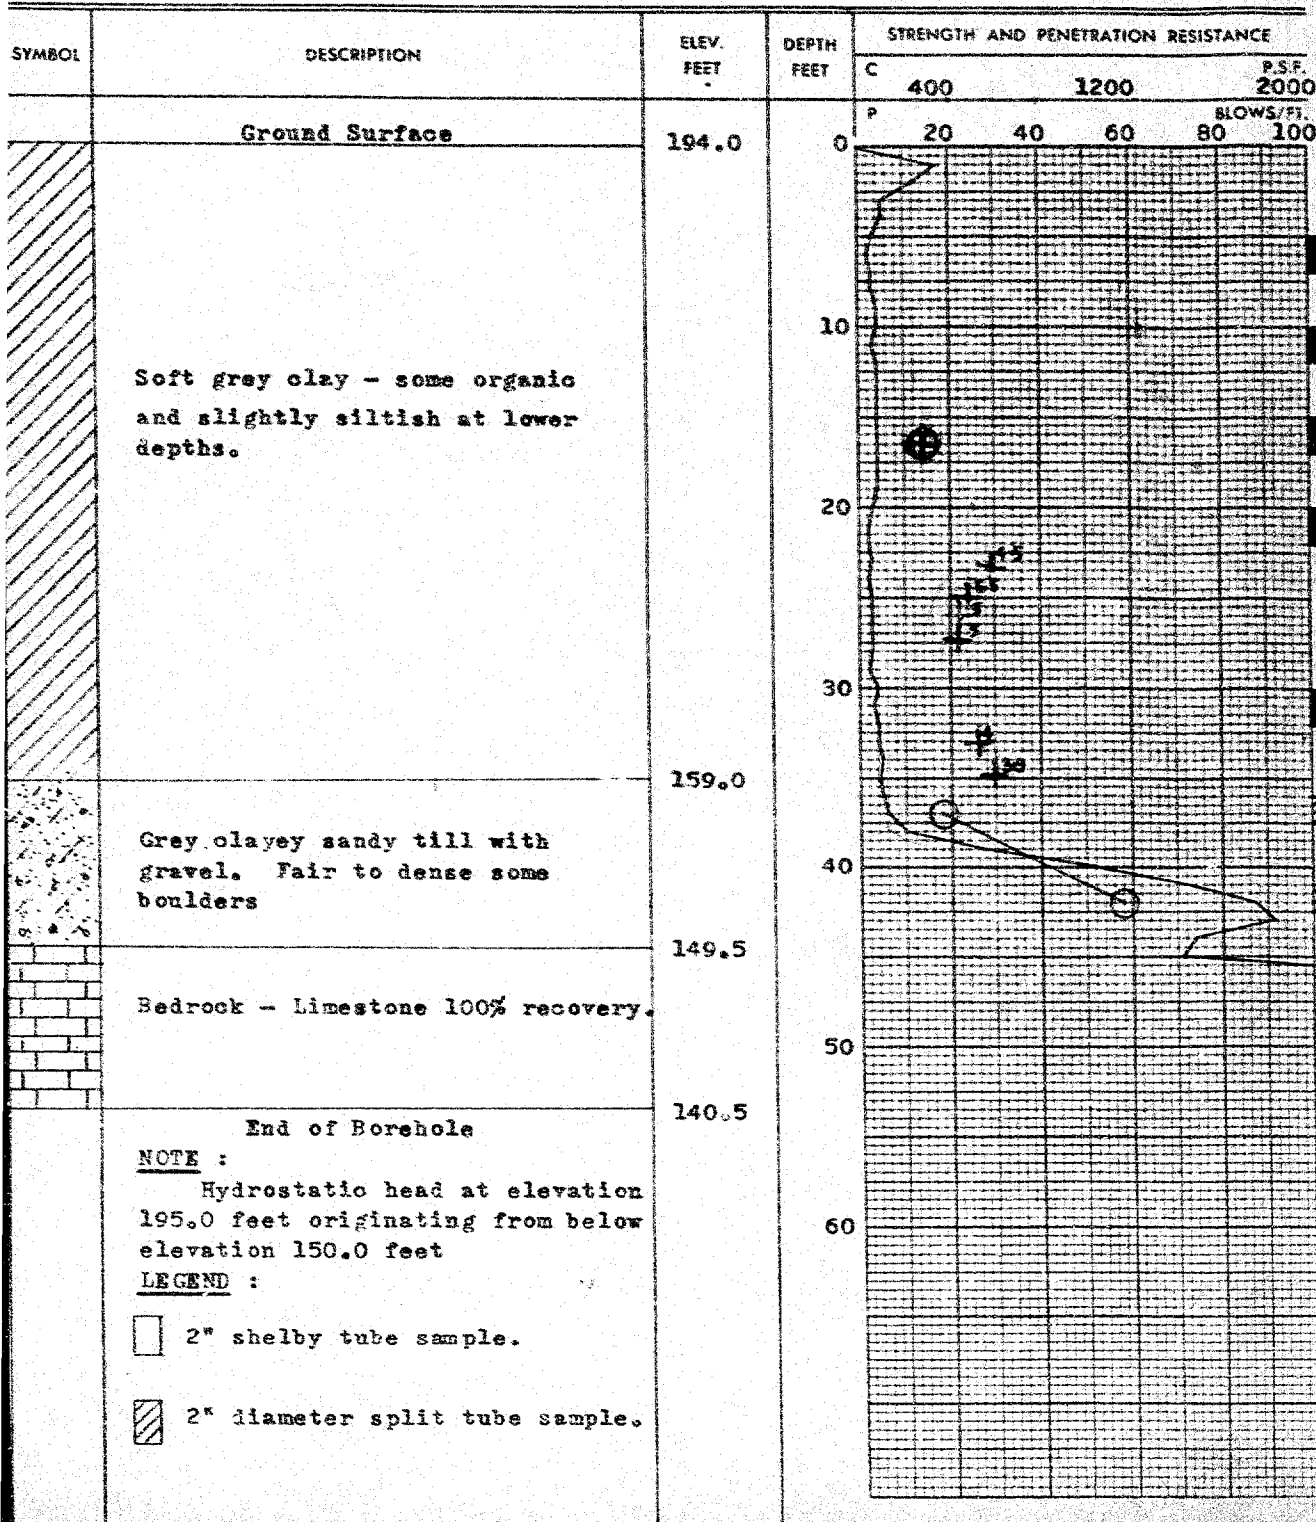 SYMBOL DESCRIPTION ELEV. FEET DEPTH FEET STRENGTH AND PENETRATION RESISTANCE
C P.S.F.
400 1200 2000
P BLOWS/FT.
20 40 60 80 100
Ground Surface 194.0 0
10
Soft grey clay - some organic
and slightly siltish at lower
depths.
20
30
159.0
Grey clayey sandy till with
gravel. Fair to dense some
boulders
40
149.5
Bedrock - Limestone 100% recovery.
50
140.5
End of Borehole
NOTE :
Hydrostatic head at elevation
195.0 feet originating from below
elevation 150.0 feet
60
LEGEND :
2" shelby tube sample.
2" diameter split tube sample.